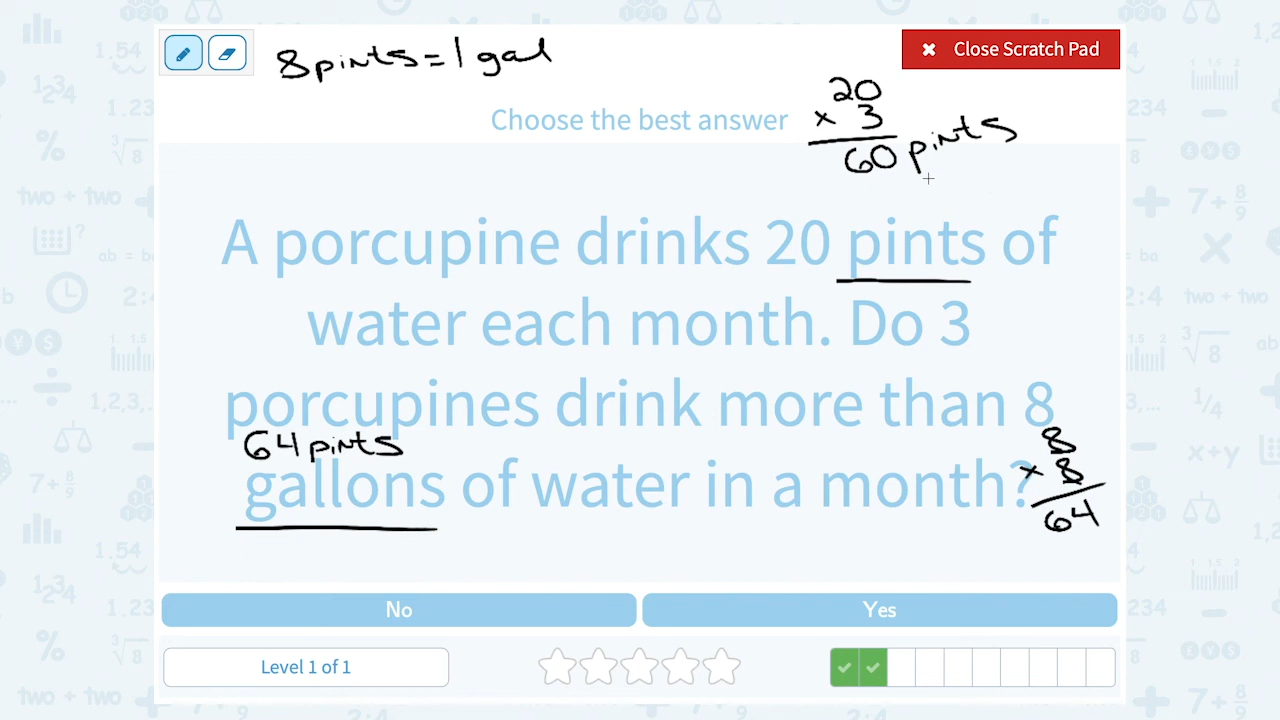 8 pints = 1 gal
✖ Close Scratch Pad
Choose the best answer
20
× 3
60 pints
A porcupine drinks 20 pints of
water each month. Do 3
porcupines drink more than 8
64 pints
gallons of water in a month?
8
× 8
64
No
Yes
Level 1 of 1